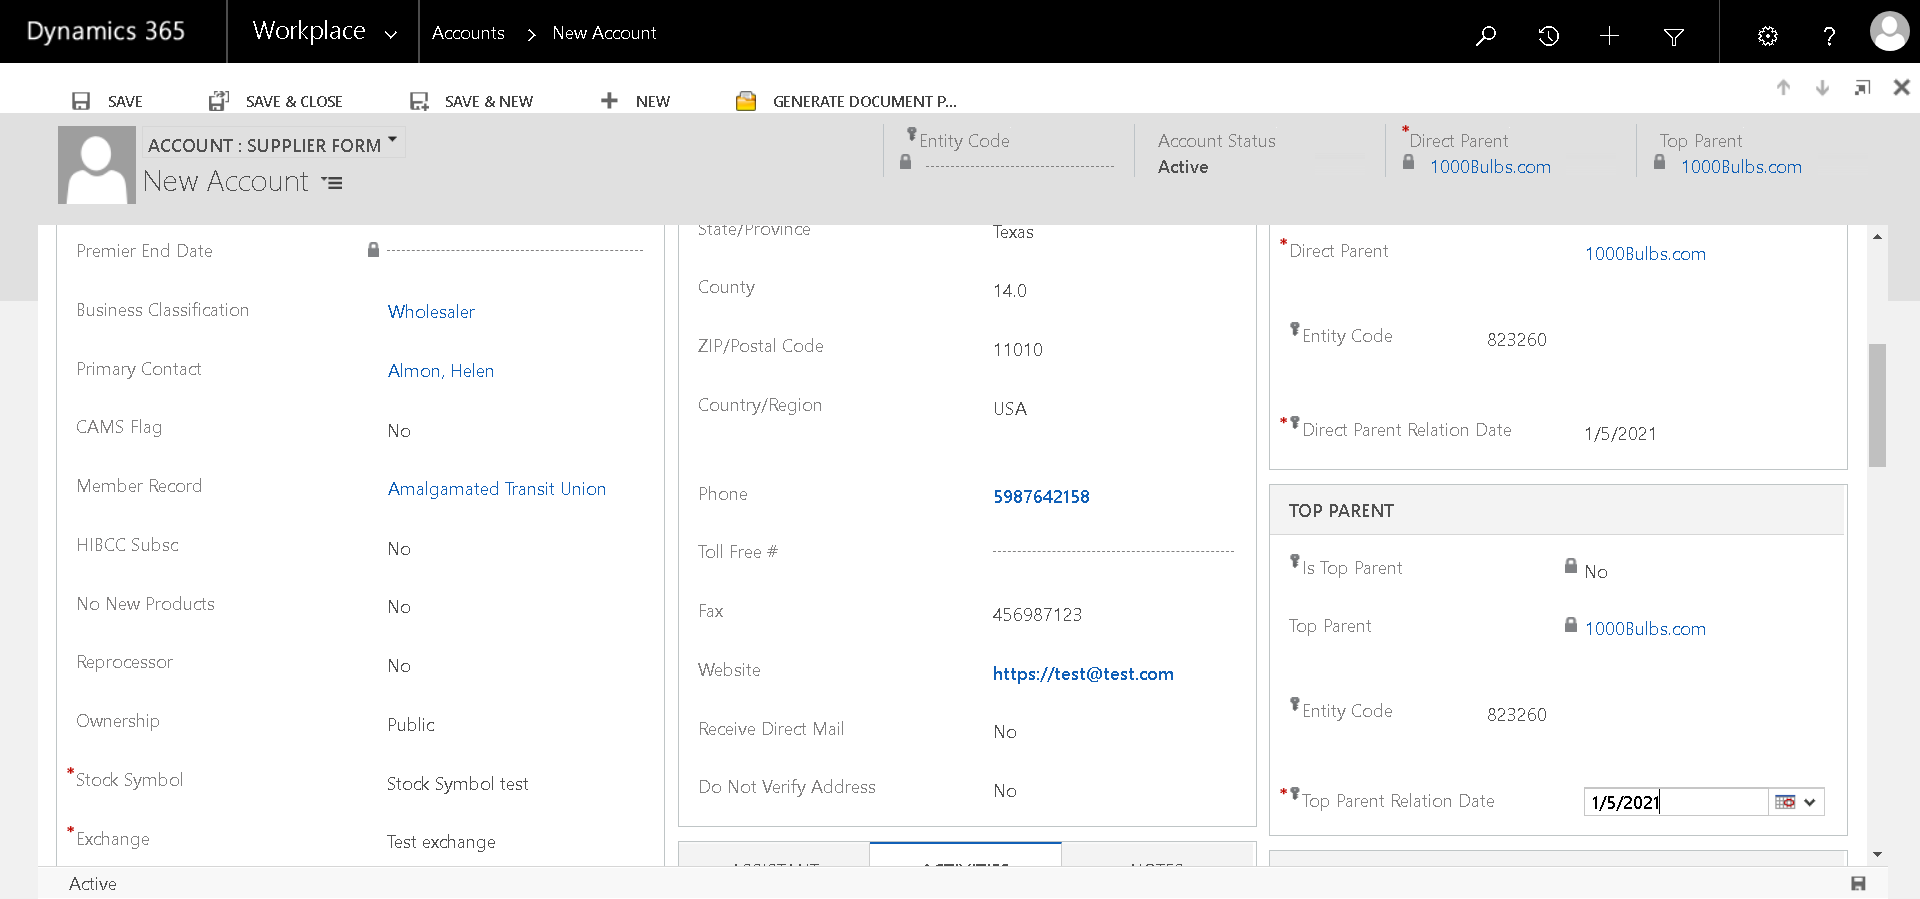 Dynamics 365
Workplace
Accounts > New Account
SAVE
SAVE & CLOSE
SAVE & NEW
NEW
GENERATE DOCUMENT P...
ACCOUNT : SUPPLIER FORM
New Account
Entity Code
Account Status
Active
*Direct Parent
1000Bulbs.com
Top Parent
1000Bulbs.com
Premier End Date
Business Classification Wholesaler
Primary Contact Almon, Helen
CAMS Flag No
Member Record Amalgamated Transit Union
HIBCC Subsc No
No New Products No
Reprocessor No
Ownership Public
*Stock Symbol Stock Symbol test
*Exchange Test exchange
State/Province Texas
County 14.0
ZIP/Postal Code 11010
Country/Region USA
Phone 5987642158
Toll Free #
Fax 456987123
Website https://test@test.com
Receive Direct Mail No
Do Not Verify Address No
ASSISTANT ACTIVITIES NOTES
*Direct Parent 1000Bulbs.com
Entity Code 823260
*Direct Parent Relation Date 1/5/2021
TOP PARENT
Is Top Parent No
Top Parent 1000Bulbs.com
Entity Code 823260
*Top Parent Relation Date 1/5/2021
Active